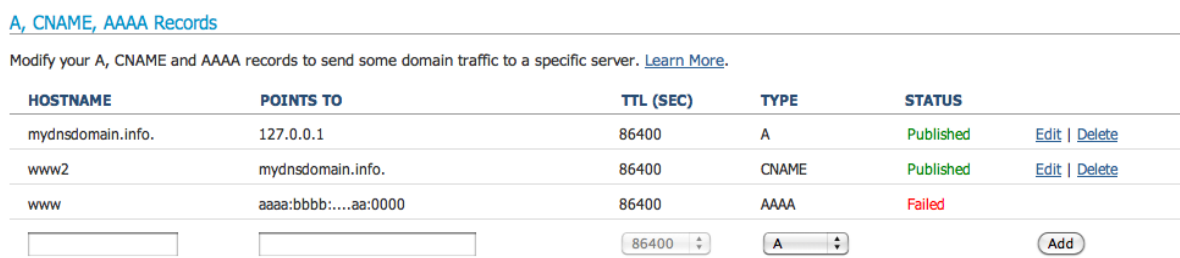 A, CNAME, AAAA Records
Modify your A, CNAME and AAAA records to send some domain traffic to a specific server. Learn More.
HOSTNAME POINTS TO TTL (SEC) TYPE STATUS
mydnsdomain.info. 127.0.0.1 86400 A Published Edit | Delete
www2 mydnsdomain.info. 86400 CNAME Published Edit | Delete
www aaaa:bbbb:....aa:0000 86400 AAAA Failed
86400 A Add